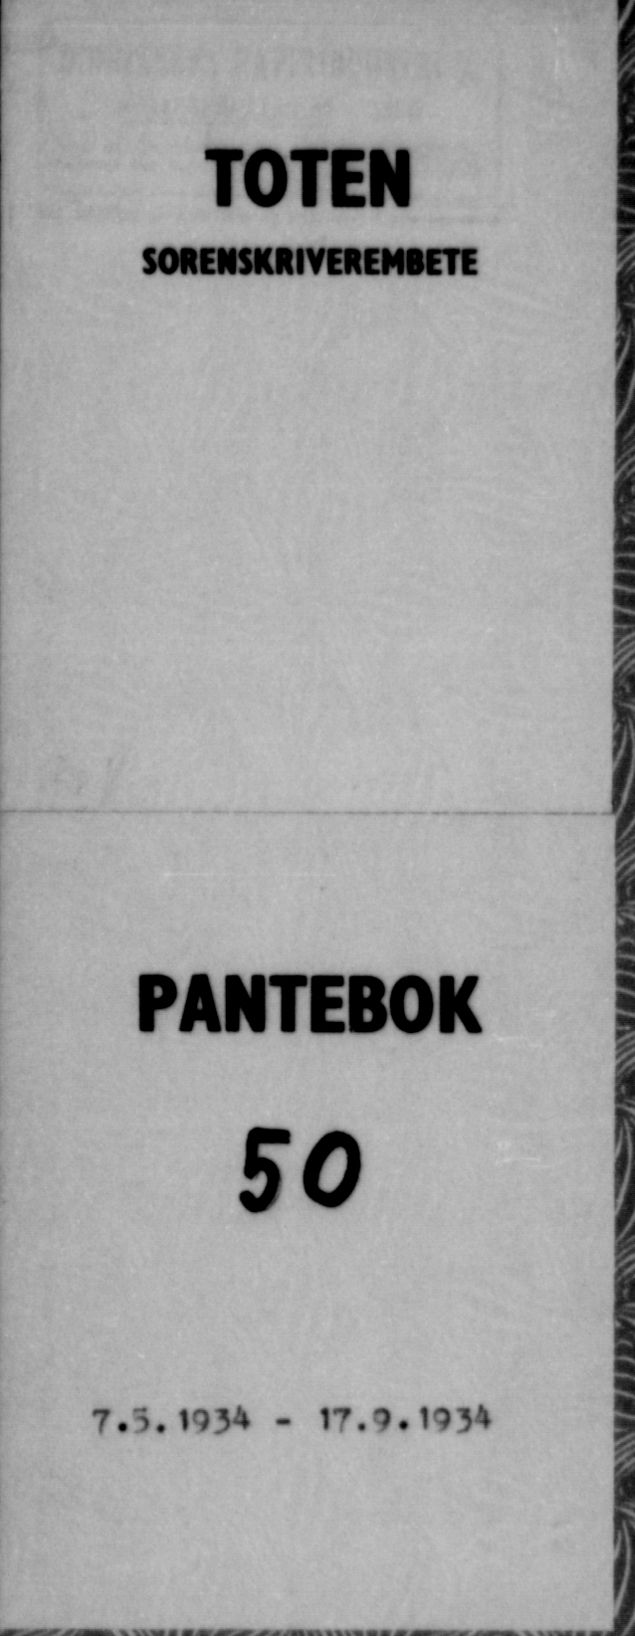 TOTEN
SORENSKRIVEREMBETE
PANTEBOK
50
7.5.1934 - 17.9.1934